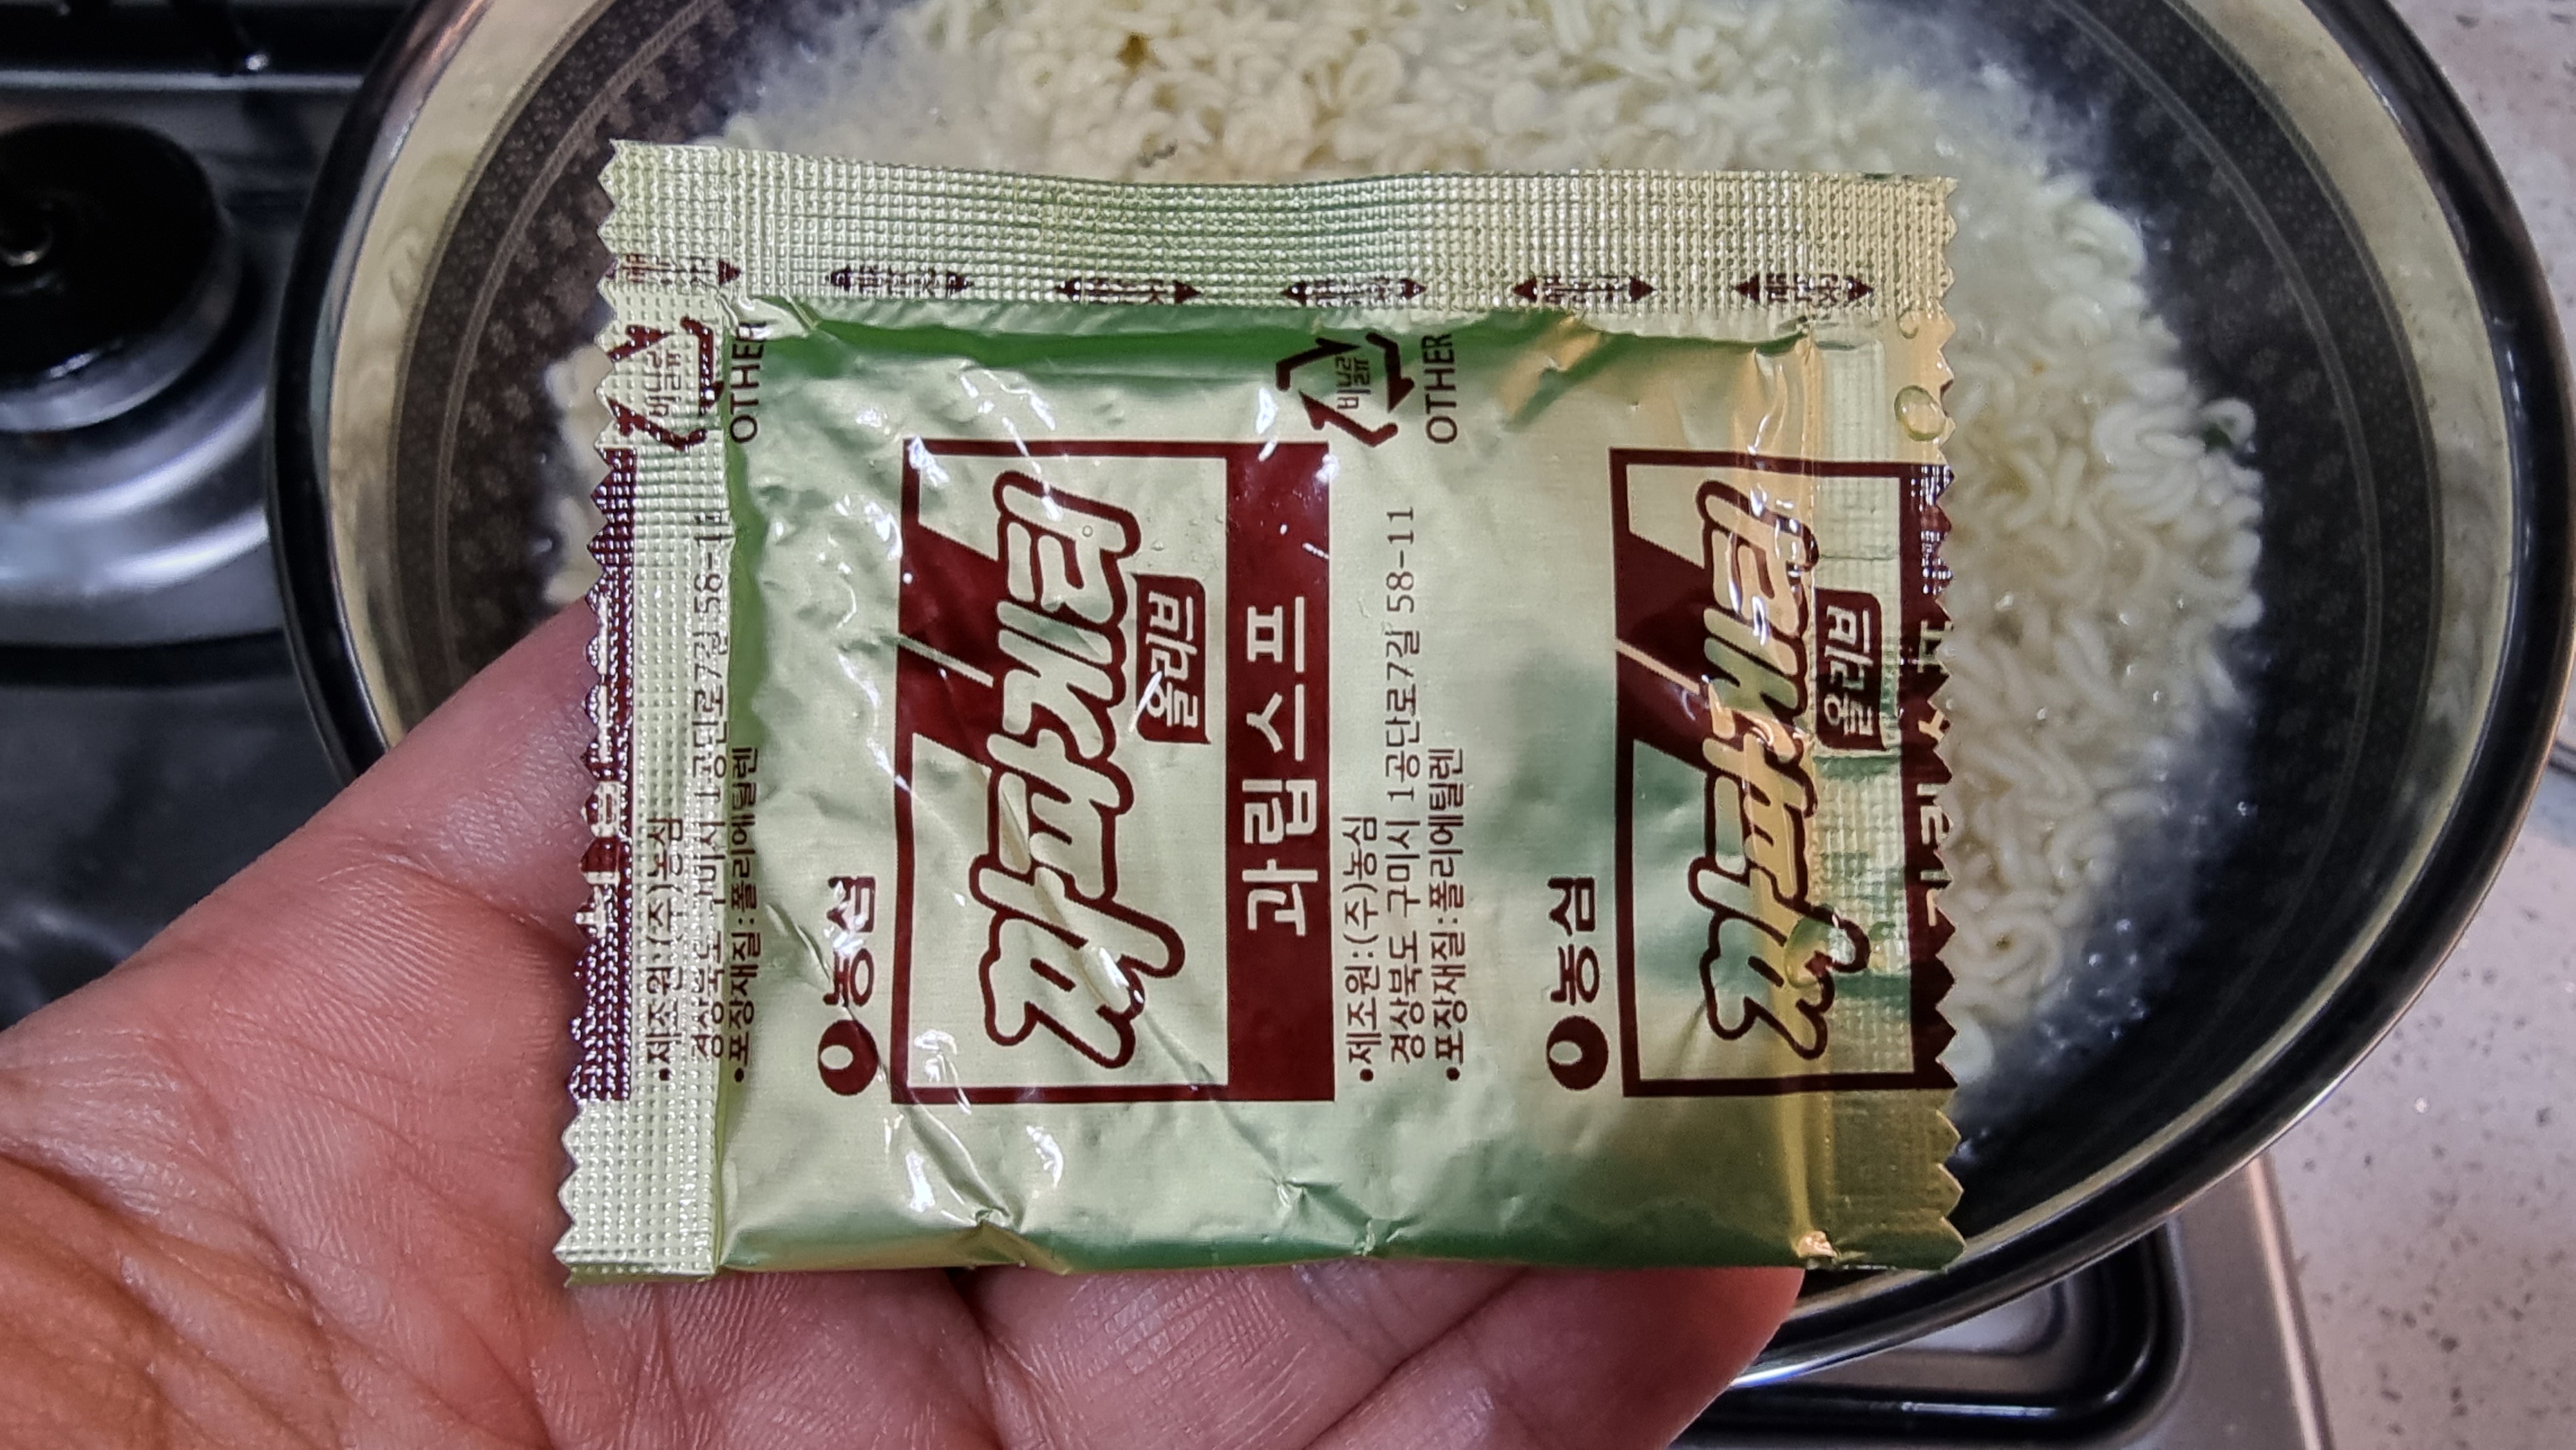 OTHER
58-11
•제조원:(주)농심
경상북도 구미시 1공단로7길
•포장재질:폴리에틸렌
농심
짜파게티
올리브
과립스프
비닐류
OTHER
•제조원:(주)농심
경상북도 구미시 1공단로7길 58-11
•포장재질:폴리에틸렌
농심
짜파게티
올리브